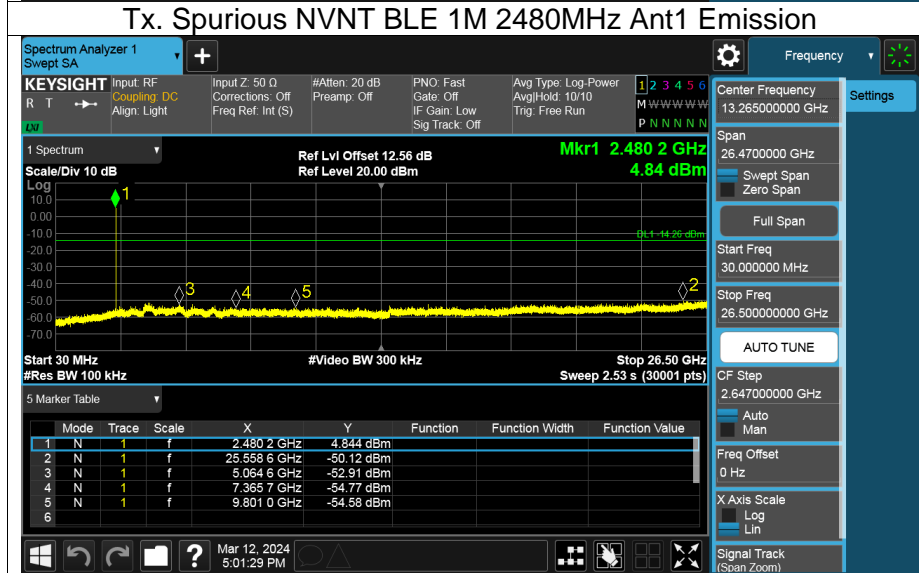 Tx. Spurious NVNT BLE 1M 2480MHz Ant1 Emission
Spectrum Analyzer 1
Swept SA
+
Frequency
KEYSIGHT
R T
LXI
Input: RF
Coupling: DC
Align: Light
Input Z: 50 Ω
Corrections: Off
Freq Ref: Int (S)
#Atten: 20 dB
Preamp: Off
PNO: Fast
Gate: Off
IF Gain: Low
Sig Track: Off
Avg Type: Log-Power
Avg|Hold: 10/10
Trig: Free Run
1 2 3 4 5 6
M W W W W W
P N N N N N
1 Spectrum
Scale/Div 10 dB
Ref Lvl Offset 12.56 dB
Ref Level 20.00 dBm
Mkr1 2.480 2 GHz
4.84 dBm
Log
10.0
0.00
-10.0
-20.0
-30.0
-40.0
-50.0
-60.0
-70.0
1
DL1 -14.26 dBm
3
4
5
2
Start 30 MHz
#Res BW 100 kHz
#Video BW 300 kHz
Stop 26.50 GHz
Sweep 2.53 s (30001 pts)
5 Marker Table
Mode Trace Scale X Y Function Function Width Function Value
1 N 1 f 2.480 2 GHz 4.844 dBm
2 N 1 f 25.558 6 GHz -50.12 dBm
3 N 1 f 5.064 6 GHz -52.91 dBm
4 N 1 f 7.365 7 GHz -54.77 dBm
5 N 1 f 9.801 0 GHz -54.58 dBm
6
?
Mar 12, 2024
5:01:29 PM
Center Frequency
13.265000000 GHz
Settings
Span
26.4700000 GHz
Swept Span
Zero Span
Full Span
Start Freq
30.000000 MHz
Stop Freq
26.500000000 GHz
AUTO TUNE
CF Step
2.647000000 GHz
Auto
Man
Freq Offset
0 Hz
X Axis Scale
Log
Lin
Signal Track
(Span Zoom)